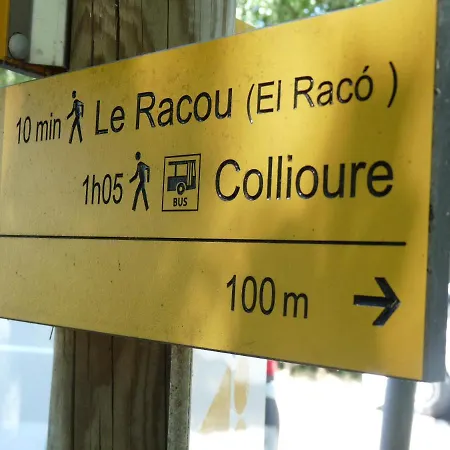 10 min Le Racou (El Racó )
1h05 BUS Collioure
100 m